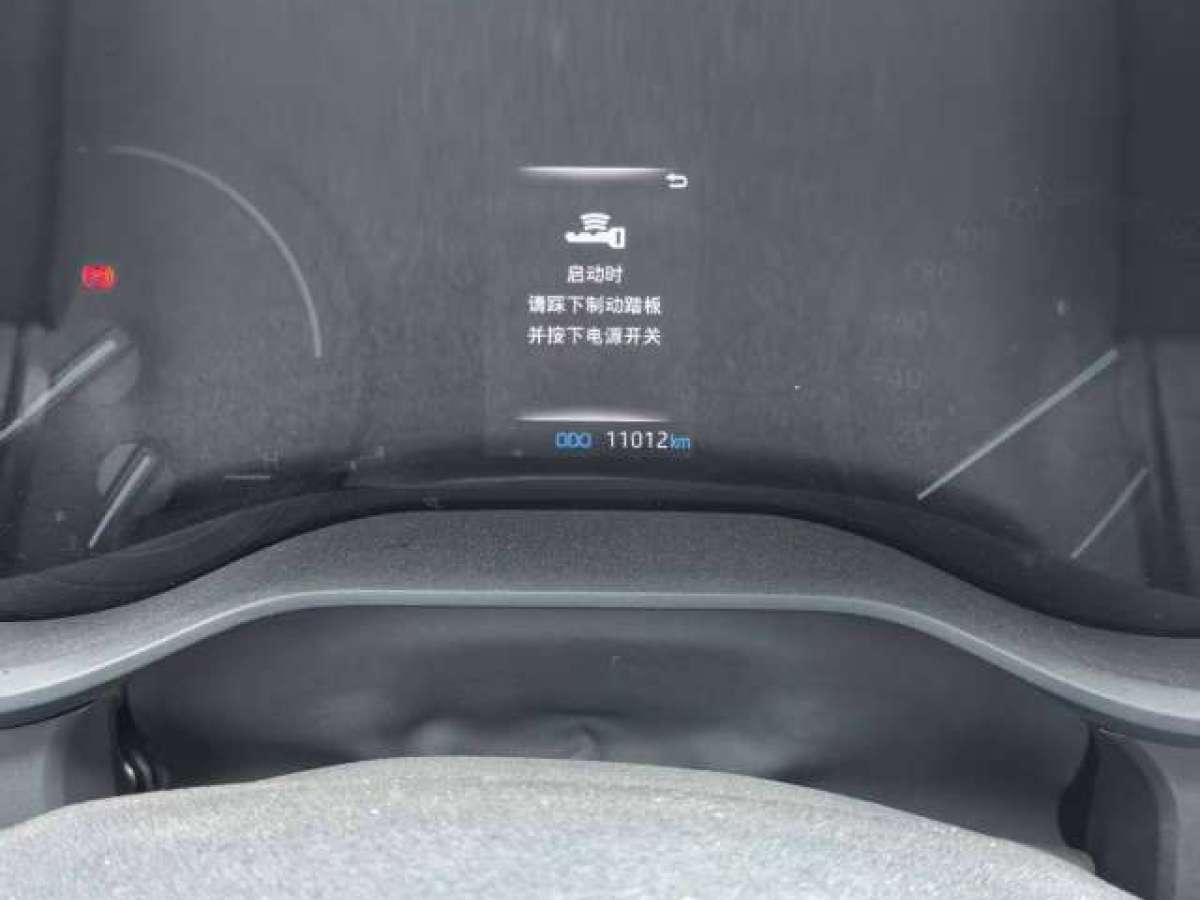 启动时
请踩下制动踏板
并按下电源开关
ODO 11012km